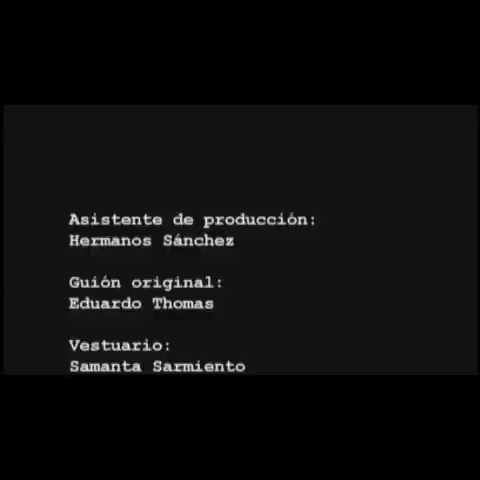 Asistente de producción:
Hermanos Sánchez
Guión original:
Eduardo Thomas
Vestuario:
Samanta Sarmiento